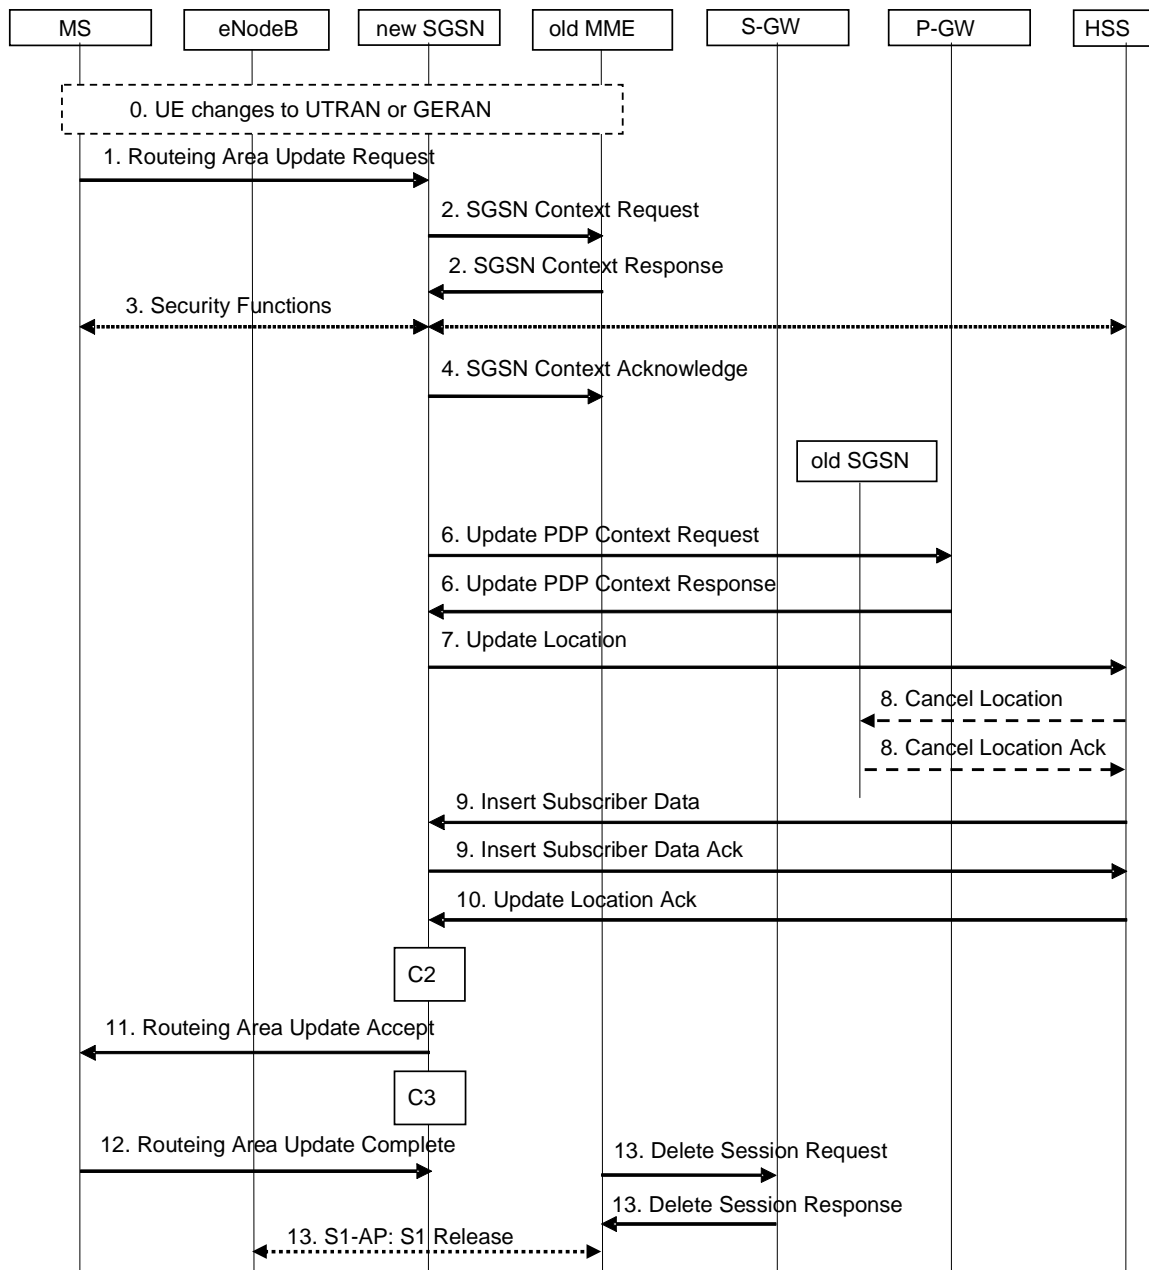 MS
eNodeB
new SGSN
old MME
S-GW
P-GW
HSS
0. UE changes to UTRAN or GERAN
1. Routeing Area Update Request
2. SGSN Context Request
2. SGSN Context Response
3. Security Functions
4. SGSN Context Acknowledge
old SGSN
6. Update PDP Context Request
6. Update PDP Context Response
7. Update Location
8. Cancel Location
8. Cancel Location Ack
9. Insert Subscriber Data
9. Insert Subscriber Data Ack
10. Update Location Ack
C2
11. Routeing Area Update Accept
C3
12. Routeing Area Update Complete
13. Delete Session Request
13. Delete Session Response
13. S1-AP: S1 Release